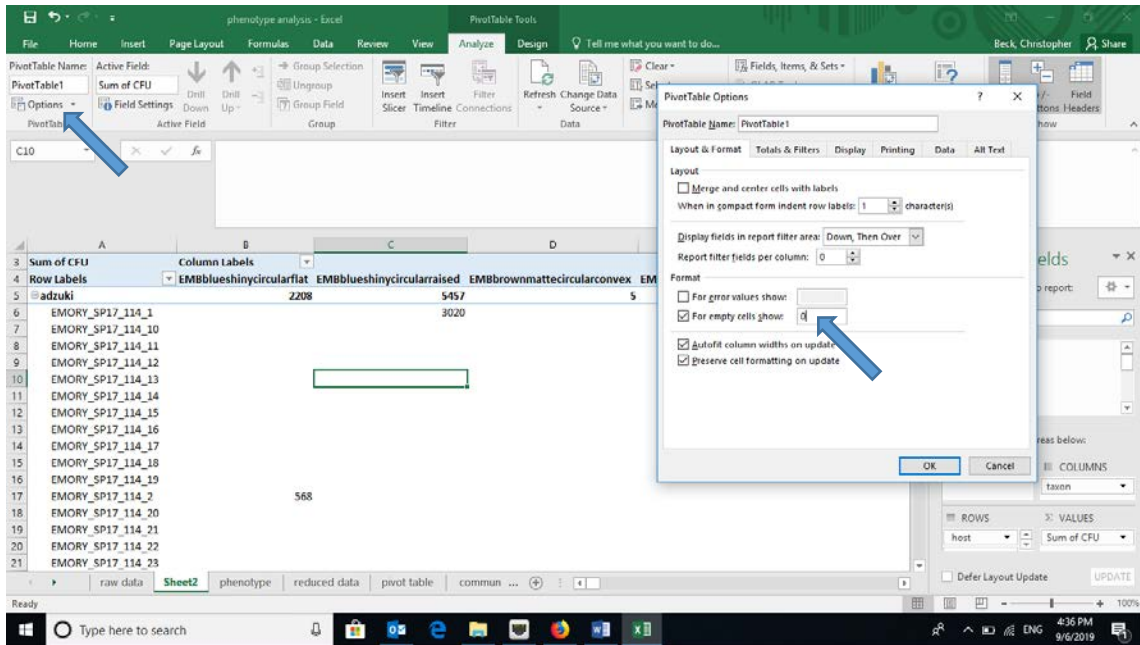 phenotype analysis - Excel
PivotTable Tools
File Home Insert Page Layout Formulas Data Review View Analyze Design Tell me what you want to do... Beck, Christopher Share
PivotTable Name:
PivotTable1
Options
Active Field:
Sum of CFU
Field Settings
Drill Down
Drill Up
Active Field
Group Selection
Ungroup
Group Field
Group
Insert Slicer
Insert Timeline
Filter Connections
Filter
Refresh
Change Data Source
Data
Clear
Fields, Items, & Sets
Field Headers
PivotTable Options ? X
PivotTable Name: PivotTable1
Layout & Format Totals & Filters Display Printing Data Alt Text
Layout
Merge and center cells with labels
When in compact form indent row labels: 1 character(s)
Display fields in report filter area: Down, Then Over
Report filter fields per column: 0
Format
For error values show:
For empty cells show: 0
Autofit column widths on update
Preserve cell formatting on update
OK Cancel
C10 fx
A B C D
3 Sum of CFU Column Labels
4 Row Labels EMBblueshinycircularflat EMBblueshinycircularraised EMBbrownmattecircularconvex EM
5 adzuki 2208 5457 5
6 EMORY_SP17_114_1 3020
7 EMORY_SP17_114_10
8 EMORY_SP17_114_11
9 EMORY_SP17_114_12
10 EMORY_SP17_114_13
11 EMORY_SP17_114_14
12 EMORY_SP17_114_15
13 EMORY_SP17_114_16
14 EMORY_SP17_114_17
15 EMORY_SP17_114_18
16 EMORY_SP17_114_19
17 EMORY_SP17_114_2 568
18 EMORY_SP17_114_20
19 EMORY_SP17_114_21
20 EMORY_SP17_114_22
21 EMORY_SP17_114_23
elds
report:
reas below:
COLUMNS
taxon
ROWS Σ VALUES
host Sum of CFU
Defer Layout Update UPDATE
raw data Sheet2 phenotype reduced data pivot table commun ...
Ready 100%
Type here to search
ENG 4:36 PM
9/6/2019